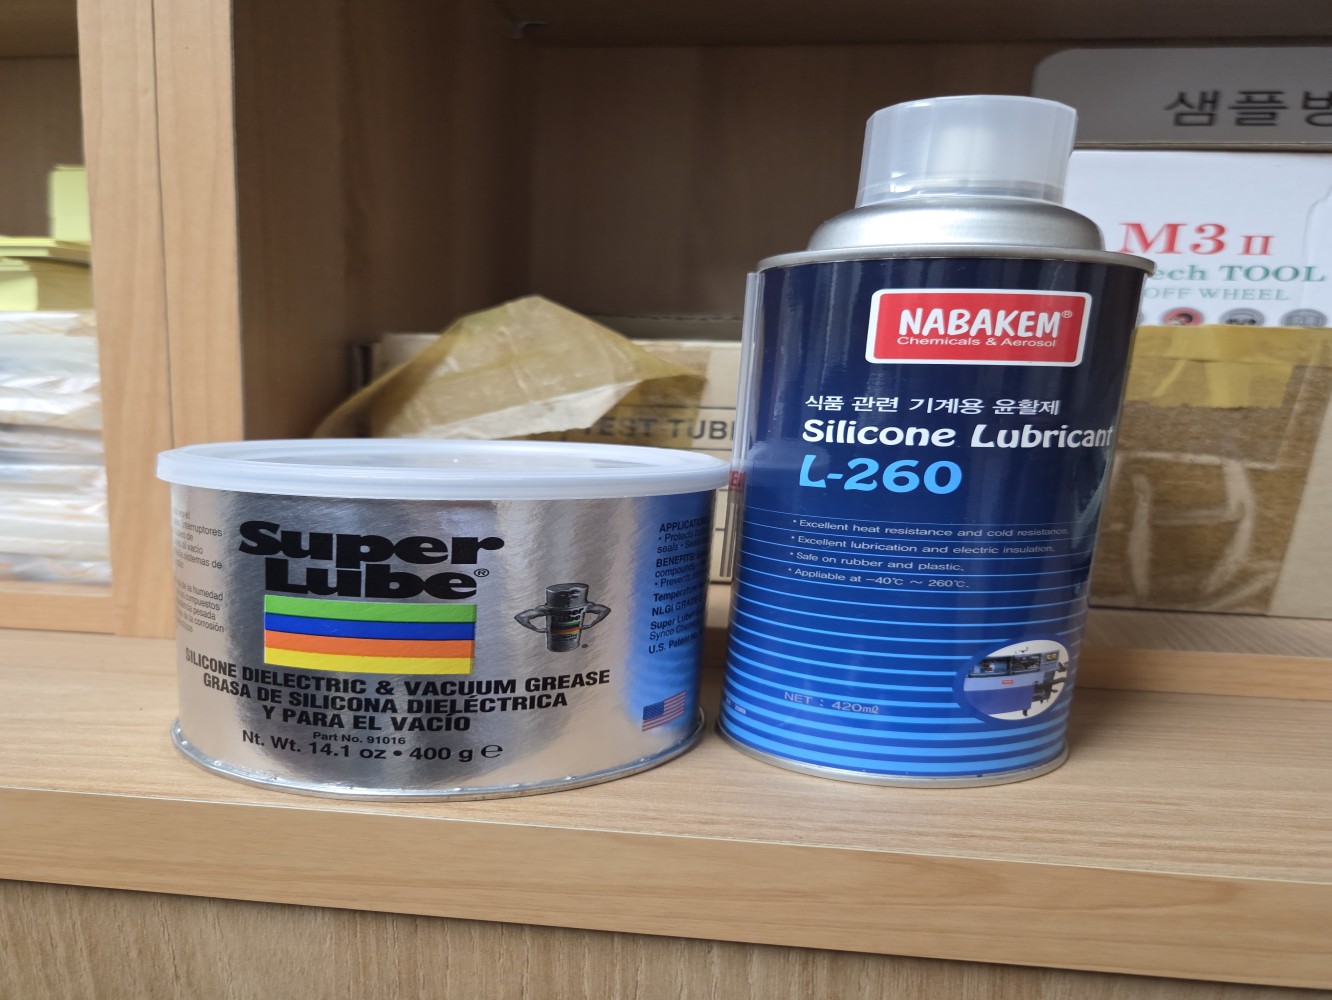 Super
Lube®
SILICONE DIELECTRIC & VACUUM GREASE
GRASA DE SILICONA DIELÉCTRICA
Y PARA EL VACÍO
Part No. 91016
Nt. Wt. 14.1 oz • 400 g ℮
NABAKEM®
Chemicals & Aerosol
식품 관련 기계용 윤활제
Silicone Lubricant
L-260
• Excellent heat resistance and cold resistance.
• Excellent lubrication and electric insulation.
• Safe on rubber and plastic.
• Appliable at −40℃ ~ 260℃.
NET : 420㎖
샘플병
M3 II
ech TOOL
OFF WHEEL
TEST TUB